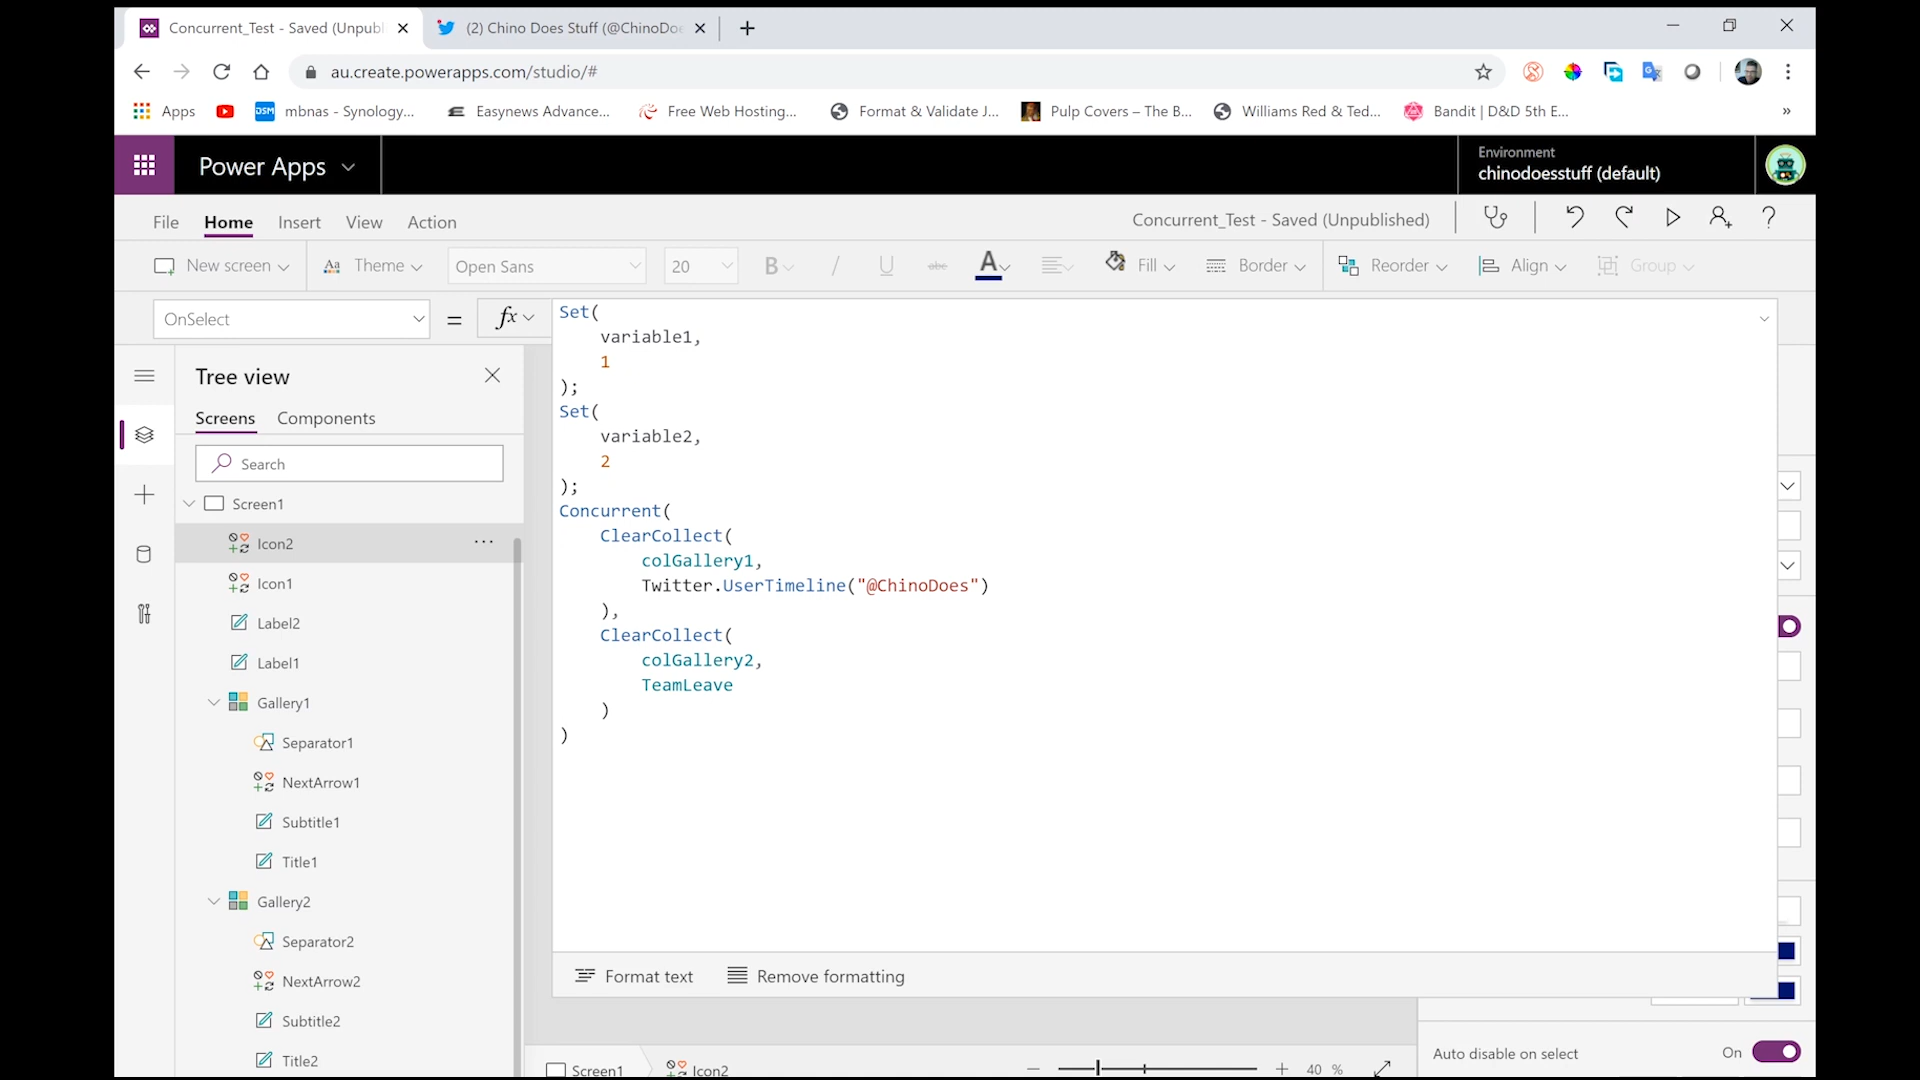 Concurrent_Test - Saved (Unpubl
(2) Chino Does Stuff (@ChinoDoe
au.create.powerapps.com/studio/#
Apps
DSM
mbnas - Synology...
Easynews Advance...
Free Web Hosting...
Format & Validate J...
Pulp Covers – The B...
Williams Red & Ted...
Bandit | D&D 5th E...
»
Power Apps
Environment
chinodoesstuff (default)
File
Home
Insert
View
Action
Concurrent_Test - Saved (Unpublished)
?
New screen
Theme
Open Sans
20
B
/
U
abc
A
Fill
Border
Reorder
Align
Group
OnSelect
=
fx
Set(
variable1,
1
);
Set(
variable2,
2
);
Concurrent(
ClearCollect(
colGallery1,
Twitter.UserTimeline("@ChinoDoes")
),
ClearCollect(
colGallery2,
TeamLeave
)
)
Tree view
Screens
Components
Search
Screen1
Icon2
...
Icon1
Label2
Label1
Gallery1
Separator1
NextArrow1
Subtitle1
Title1
Gallery2
Separator2
NextArrow2
Subtitle2
Title2
Format text
Remove formatting
Auto disable on select
On
Screen1
Icon2
40 %